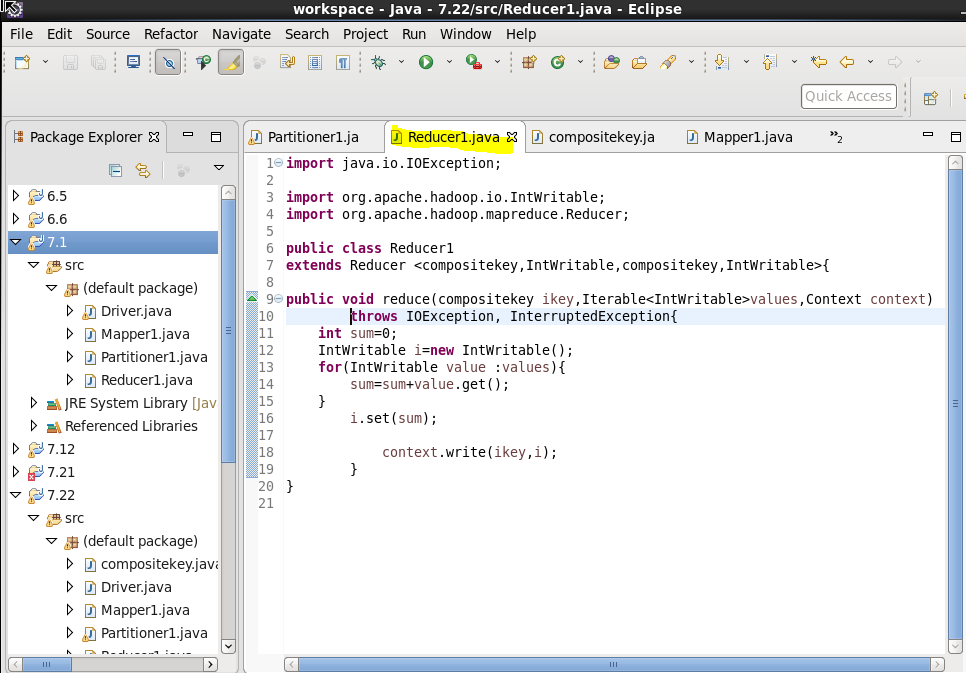 workspace - Java - 7.22/src/Reducer1.java - Eclipse
File Edit Source Refactor Navigate Search Project Run Window Help
Quick Access
Package Explorer
Partitioner1.ja
Reducer1.java
compositekey.ja
Mapper1.java
»2
6.5
6.6
7.1
src
(default package)
Driver.java
Mapper1.java
Partitioner1.java
Reducer1.java
JRE System Library [Jav
Referenced Libraries
7.12
7.21
7.22
src
(default package)
compositekey.java
Driver.java
Mapper1.java
Partitioner1.java
Reducer1.java
1 import java.io.IOException;
2
3 import org.apache.hadoop.io.IntWritable;
4 import org.apache.hadoop.mapreduce.Reducer;
5
6 public class Reducer1
7 extends Reducer <compositekey,IntWritable,compositekey,IntWritable>{
8
9 public void reduce(compositekey ikey,Iterable<IntWritable>values,Context context)
10         throws IOException, InterruptedException{
11     int sum=0;
12     IntWritable i=new IntWritable();
13     for(IntWritable value :values){
14         sum=sum+value.get();
15     }
16         i.set(sum);
17
18             context.write(ikey,i);
19         }
20 }
21